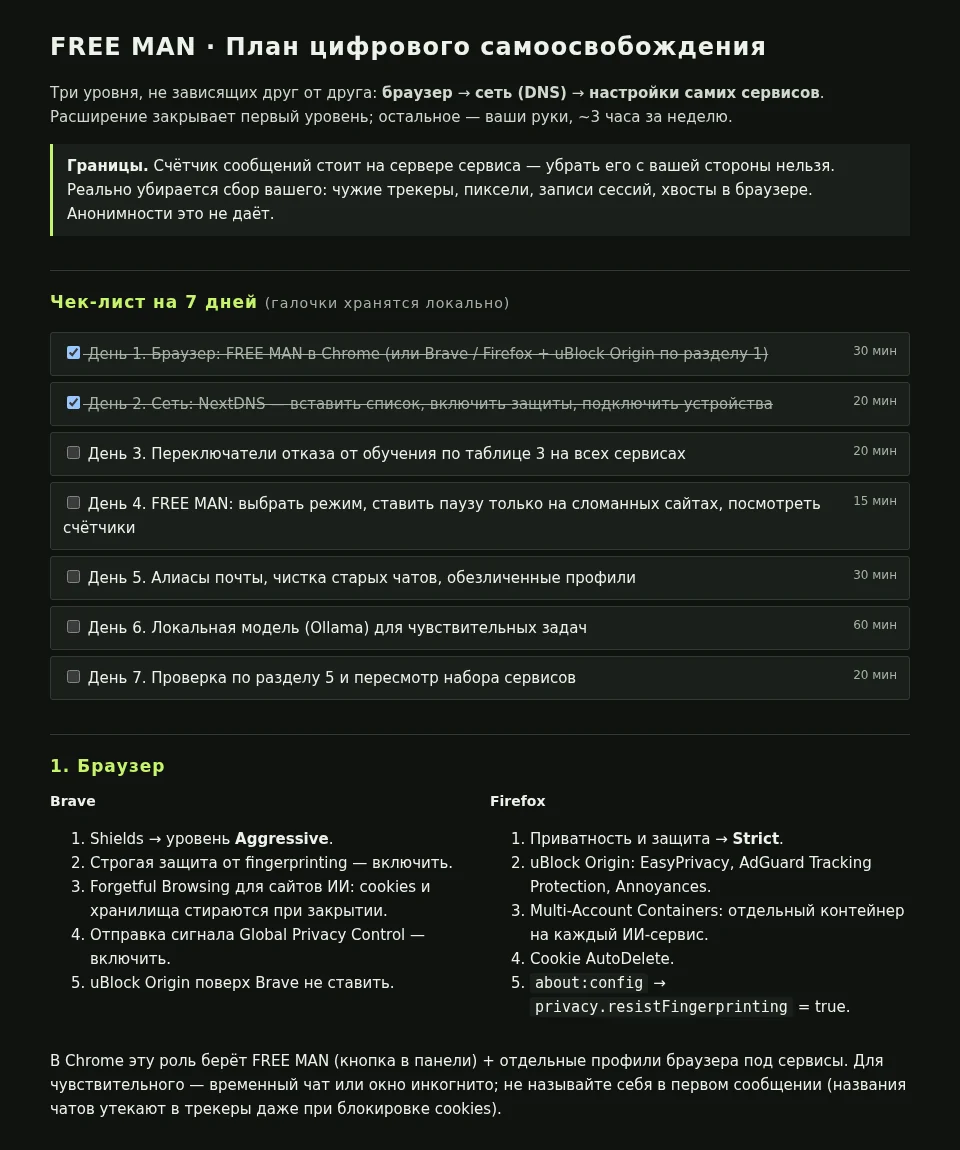 FREE MAN · План цифрового самоосвобождения
Три уровня, не зависящих друг от друга: браузер → сеть (DNS) → настройки самих сервисов.
Расширение закрывает первый уровень; остальное — ваши руки, ~3 часа за неделю.
Границы. Счётчик сообщений стоит на сервере сервиса — убрать его с вашей стороны нельзя.
Реально убирается сбор вашего: чужие трекеры, пиксели, записи сессий, хвосты в браузере.
Анонимности это не даёт.
Чек-лист на 7 дней (галочки хранятся локально)
День 1. Браузер: FREE MAN в Chrome (или Brave / Firefox + uBlock Origin по разделу 1) 30 мин
День 2. Сеть: NextDNS — вставить список, включить защиты, подключить устройства 20 мин
День 3. Переключатели отказа от обучения по таблице 3 на всех сервисах 20 мин
День 4. FREE MAN: выбрать режим, ставить паузу только на сломанных сайтах, посмотреть 15 мин
счётчики
День 5. Алиасы почты, чистка старых чатов, обезличенные профили 30 мин
День 6. Локальная модель (Ollama) для чувствительных задач 60 мин
День 7. Проверка по разделу 5 и пересмотр набора сервисов 20 мин
1. Браузер
Brave
1. Shields → уровень Aggressive.
2. Строгая защита от fingerprinting — включить.
3. Forgetful Browsing для сайтов ИИ: cookies и
хранилища стираются при закрытии.
4. Отправка сигнала Global Privacy Control —
включить.
5. uBlock Origin поверх Brave не ставить.
Firefox
1. Приватность и защита → Strict.
2. uBlock Origin: EasyPrivacy, AdGuard Tracking
Protection, Annoyances.
3. Multi-Account Containers: отдельный контейнер
на каждый ИИ-сервис.
4. Cookie AutoDelete.
5. about:config →
privacy.resistFingerprinting = true.
В Chrome эту роль берёт FREE MAN (кнопка в панели) + отдельные профили браузера под сервисы. Для
чувствительного — временный чат или окно инкогнито; не называйте себя в первом сообщении (названия
чатов утекают в трекеры даже при блокировке cookies).